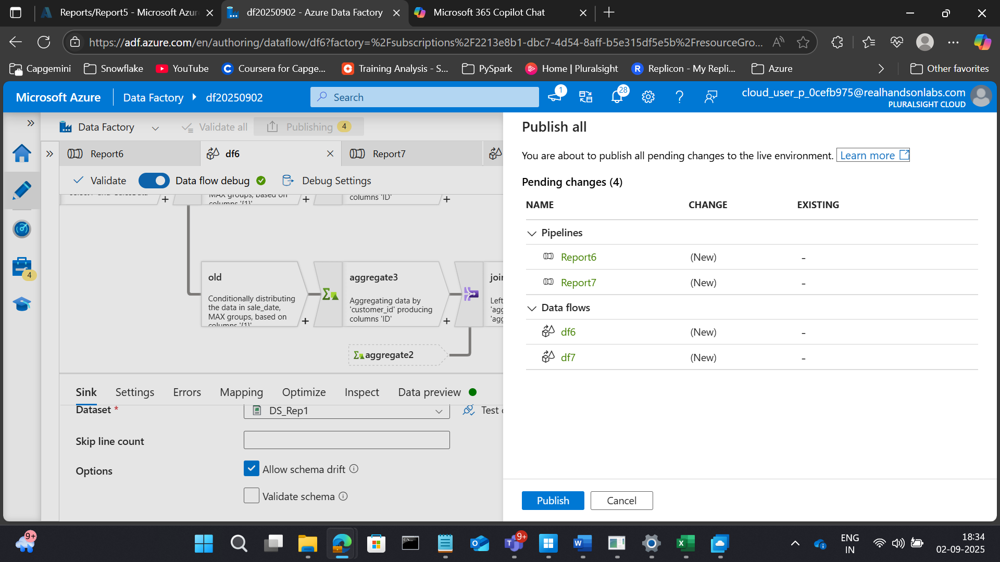 Reports/Report5 - Microsoft Azur
df20250902 - Azure Data Factory
Microsoft 365 Copilot Chat
https://adf.azure.com/en/authoring/dataflow/df6?factory=%2Fsubscriptions%2F2213e8b1-dbc7-4d54-8aff-b5e315df5e5b%2FresourceGro...
Capgemini
Snowflake
YouTube
Coursera for Capge...
Training Analysis - S...
PySpark
Home | Pluralsight
Replicon - My Repli...
Azure
Other favorites
Microsoft Azure
Data Factory
df20250902
Search
1
28
cloud_user_p_0cefb975@realhandsonlabs.com
PLURALSIGHT CLOUD
Data Factory
Validate all
Publishing
4
Report6
df6
Report7
Validate
Data flow debug
Debug Settings
MAX groups, based on
columns '{1}'
columns 'ID'
old
Conditionally distributing
the data in sale_date,
MAX groups, based on
columns '{1}'
aggregate3
Aggregating data by
'customer_id' producing
columns 'ID'
join
Left
'agg
'agg
aggregate2
4
Sink
Settings
Errors
Mapping
Optimize
Inspect
Data preview
Dataset *
DS_Rep1
Test c
Skip line count
Options
Allow schema drift
Validate schema
Publish all
You are about to publish all pending changes to the live environment. Learn more
Pending changes (4)
NAME CHANGE EXISTING
Pipelines
Report6 (New) -
Report7 (New) -
Data flows
df6 (New) -
df7 (New) -
Publish
Cancel
9+
9+
ENG
IN
18:34
02-09-2025